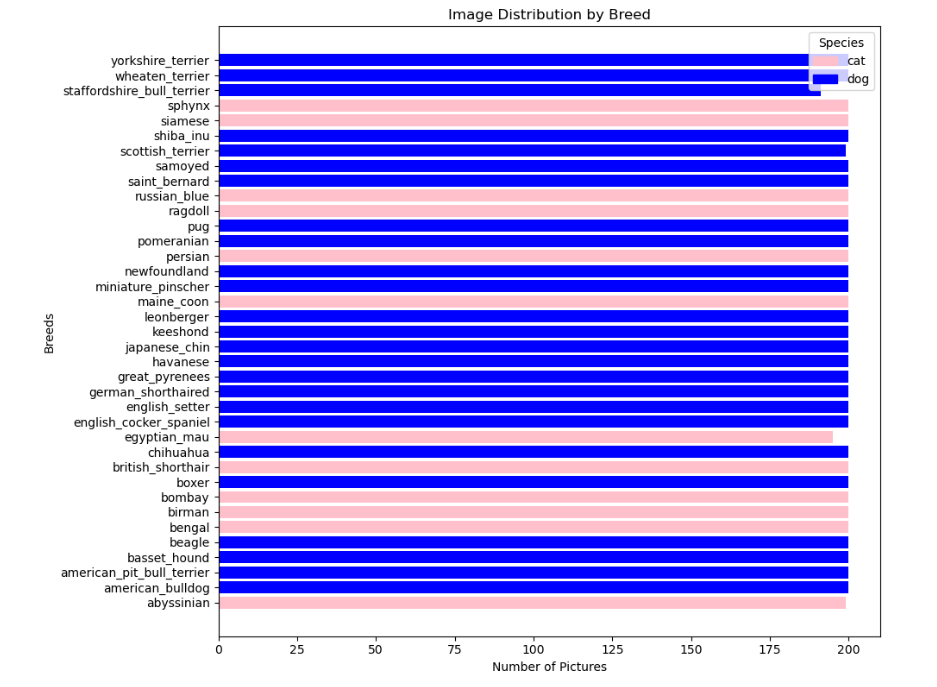 Image Distribution by Breed
Species
cat
dog
yorkshire_terrier
wheaten_terrier
staffordshire_bull_terrier
sphynx
siamese
shiba_inu
scottish_terrier
samoyed
saint_bernard
russian_blue
ragdoll
pug
pomeranian
persian
newfoundland
miniature_pinscher
maine_coon
leonberger
keeshond
japanese_chin
havanese
great_pyrenees
german_shorthaired
english_setter
english_cocker_spaniel
egyptian_mau
chihuahua
british_shorthair
boxer
bombay
birman
bengal
beagle
basset_hound
american_pit_bull_terrier
american_bulldog
abyssinian
Breeds
0 25 50 75 100 125 150 175 200
Number of Pictures